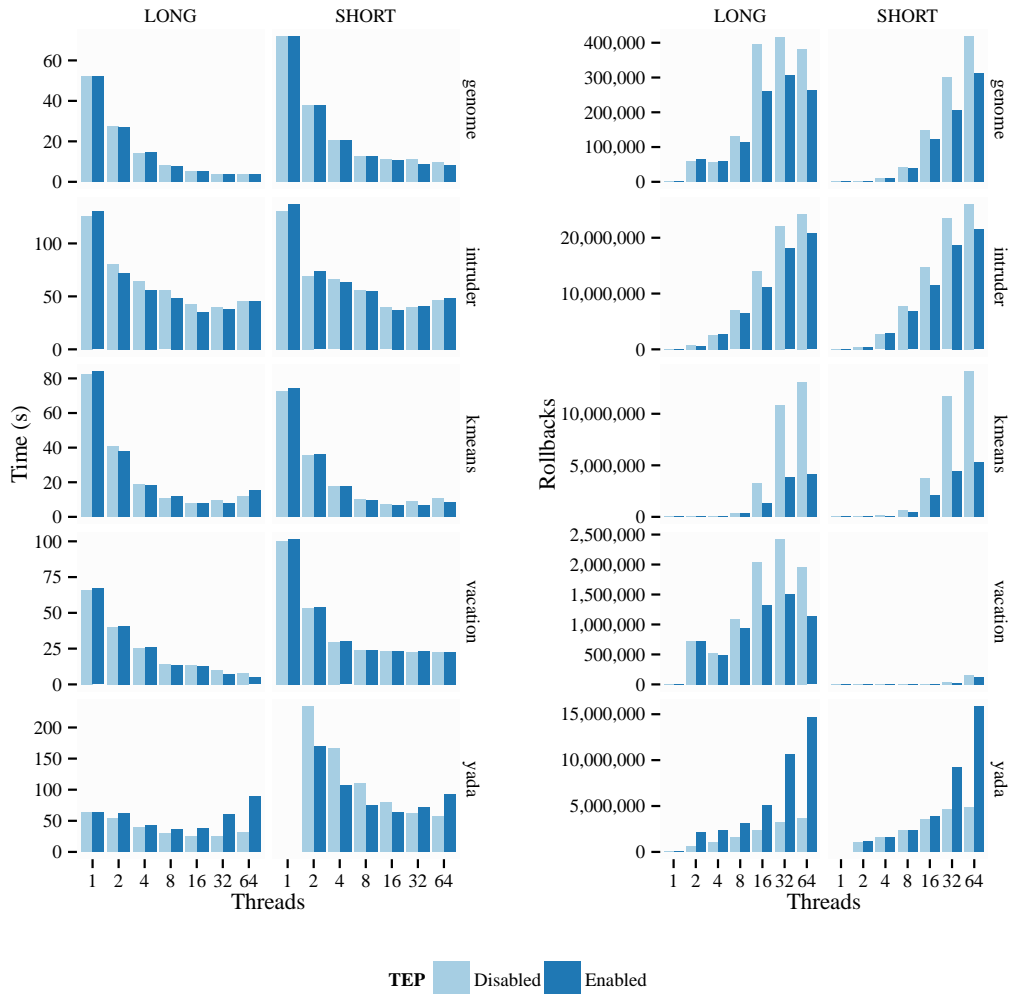 LONG
SHORT
60
40
20
0
genome
100
50
0
intruder
80
60
40
20
0
kmeans
100
75
50
25
0
vacation
200
150
100
50
0
yada
Time (s)
1 2 4 8 16 32 64
1 2 4 8 16 32 64
Threads
LONG
SHORT
400,000
300,000
200,000
100,000
0
genome
20,000,000
10,000,000
0
intruder
10,000,000
5,000,000
0
kmeans
2,500,000
2,000,000
1,500,000
1,000,000
500,000
0
vacation
15,000,000
10,000,000
5,000,000
0
yada
Rollbacks
1 2 4 8 16 32 64
1 2 4 8 16 32 64
Threads
TEP Disabled Enabled